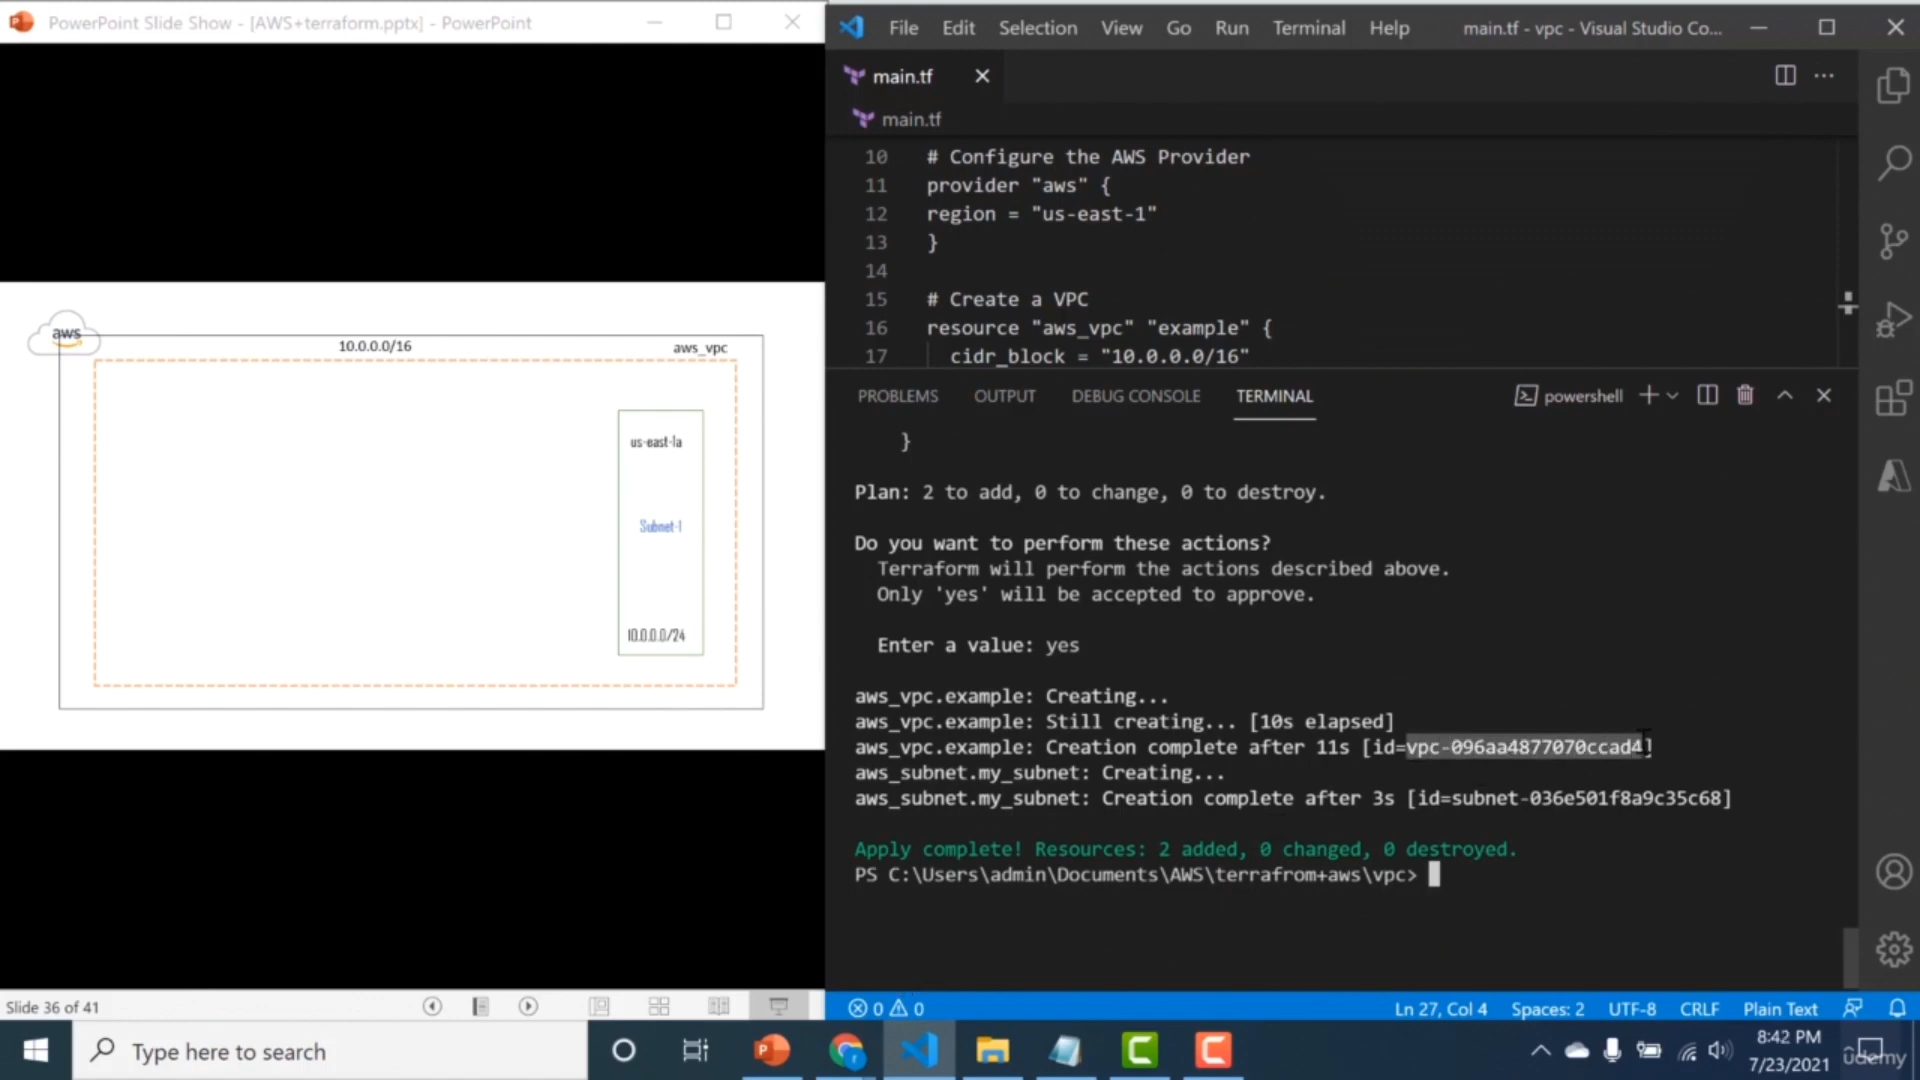 PowerPoint Slide Show - [AWS+terraform.pptx] - PowerPoint
aws
10.0.0.0/16
aws_vpc
us-east-1a
Subnet-1
10.0.0.0/24
Slide 36 of 41
File Edit Selection View Go Run Terminal Help
main.tf - vpc - Visual Studio Co...
main.tf
main.tf
10 # Configure the AWS Provider
11 provider "aws" {
12 region = "us-east-1"
13 }
14
15 # Create a VPC
16 resource "aws_vpc" "example" {
17 cidr_block = "10.0.0.0/16"
PROBLEMS OUTPUT DEBUG CONSOLE TERMINAL
powershell
}
Plan: 2 to add, 0 to change, 0 to destroy.
Do you want to perform these actions?
Terraform will perform the actions described above.
Only 'yes' will be accepted to approve.
Enter a value: yes
aws_vpc.example: Creating...
aws_vpc.example: Still creating... [10s elapsed]
aws_vpc.example: Creation complete after 11s [id=vpc-096aa4877070ccad4]
aws_subnet.my_subnet: Creating...
aws_subnet.my_subnet: Creation complete after 3s [id=subnet-036e501f8a9c35c68]
Apply complete! Resources: 2 added, 0 changed, 0 destroyed.
PS C:\Users\admin\Documents\AWS\terrafrom+aws\vpc>
0 0
Ln 27, Col 4 Spaces: 2 UTF-8 CRLF Plain Text
Type here to search
8:42 PM
7/23/2021
ûdemy